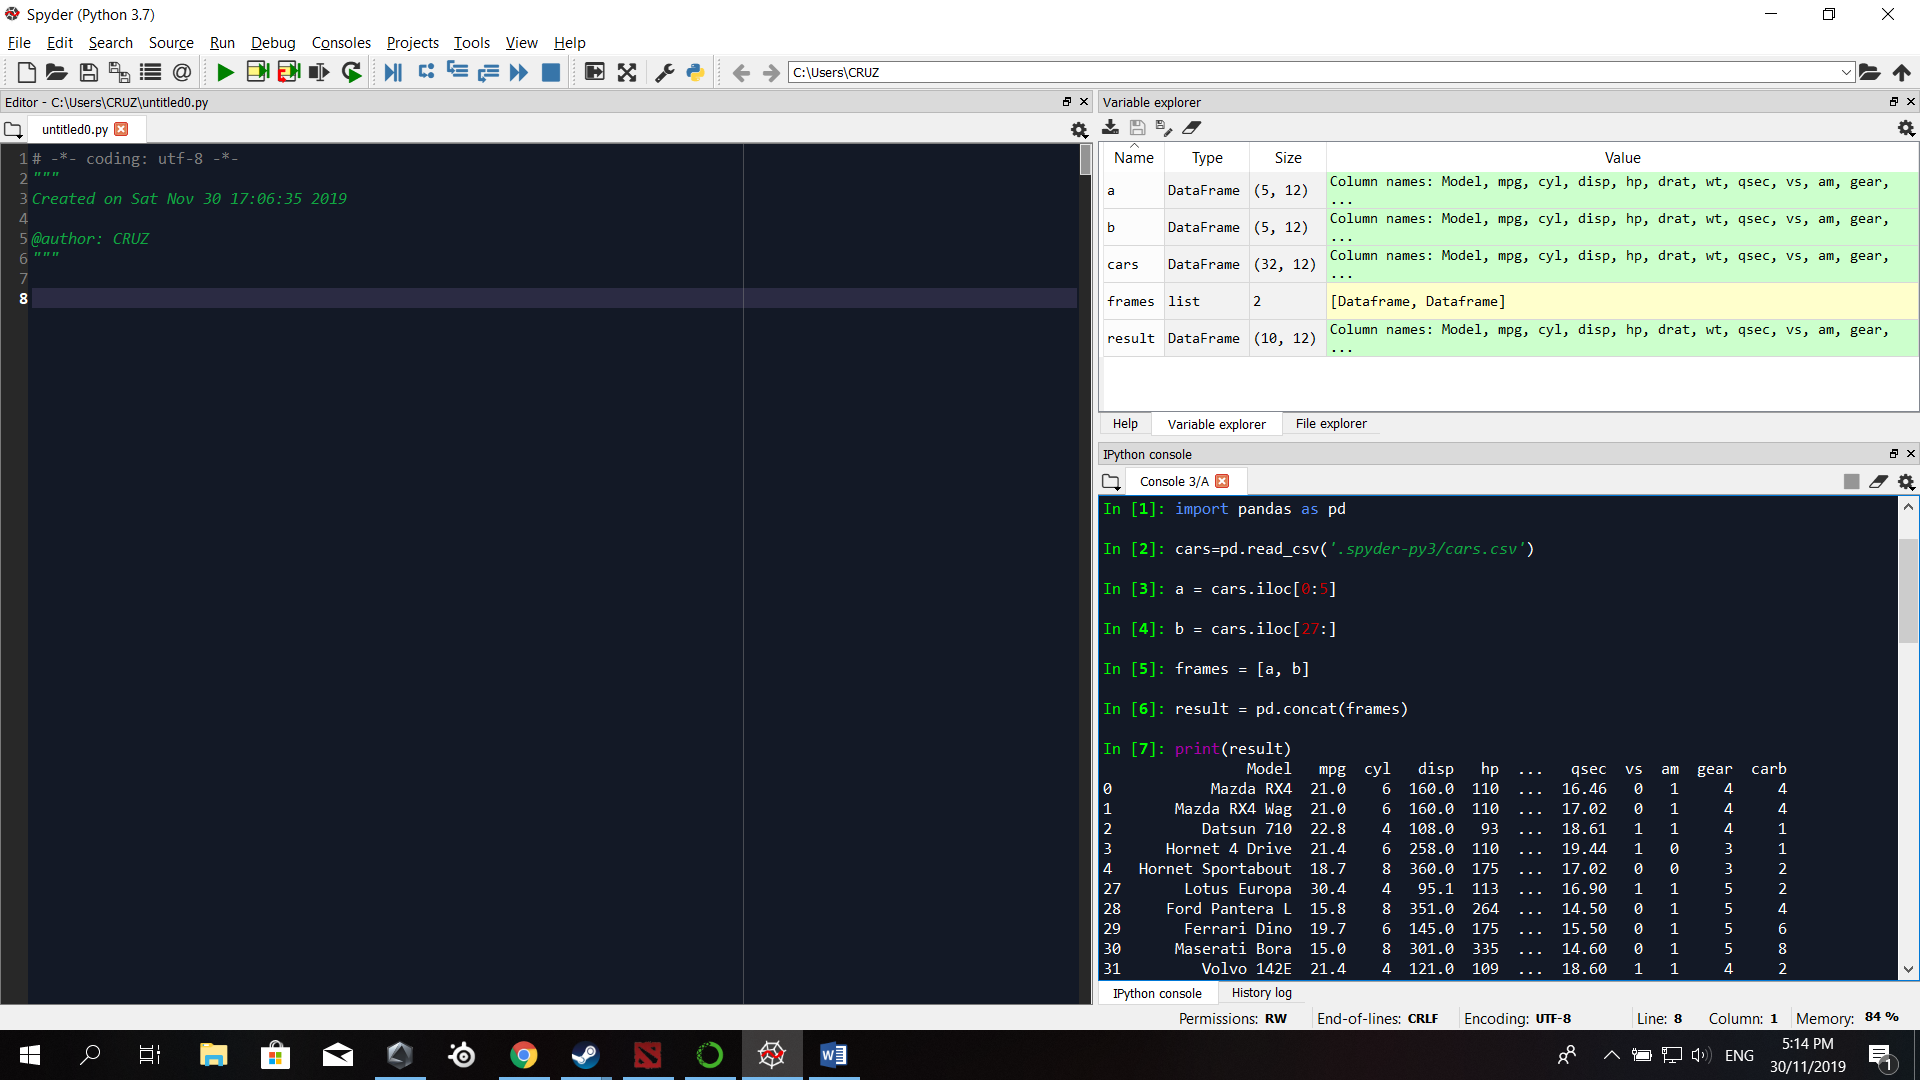 Spyder (Python 3.7)
File Edit Search Source Run Debug Consoles Projects Tools View Help
C:\Users\CRUZ
Editor - C:\Users\CRUZ\untitled0.py
untitled0.py
1 # -*- coding: utf-8 -*-
2 """
3 Created on Sat Nov 30 17:06:35 2019
4
5 @author: CRUZ
6 """
7
8
Variable explorer
Name Type Size Value
a DataFrame (5, 12) Column names: Model, mpg, cyl, disp, hp, drat, wt, qsec, vs, am, gear,
...
b DataFrame (5, 12) Column names: Model, mpg, cyl, disp, hp, drat, wt, qsec, vs, am, gear,
...
cars DataFrame (32, 12) Column names: Model, mpg, cyl, disp, hp, drat, wt, qsec, vs, am, gear,
...
frames list 2 [Dataframe, Dataframe]
result DataFrame (10, 12) Column names: Model, mpg, cyl, disp, hp, drat, wt, qsec, vs, am, gear,
...
Help Variable explorer File explorer
IPython console
Console 3/A
In [1]: import pandas as pd
In [2]: cars=pd.read_csv('.spyder-py3/cars.csv')
In [3]: a = cars.iloc[0:5]
In [4]: b = cars.iloc[27:]
In [5]: frames = [a, b]
In [6]: result = pd.concat(frames)
In [7]: print(result)
Model mpg cyl disp hp ... qsec vs am gear carb
0 Mazda RX4 21.0 6 160.0 110 ... 16.46 0 1 4 4
1 Mazda RX4 Wag 21.0 6 160.0 110 ... 17.02 0 1 4 4
2 Datsun 710 22.8 4 108.0 93 ... 18.61 1 1 4 1
3 Hornet 4 Drive 21.4 6 258.0 110 ... 19.44 1 0 3 1
4 Hornet Sportabout 18.7 8 360.0 175 ... 17.02 0 0 3 2
27 Lotus Europa 30.4 4 95.1 113 ... 16.90 1 1 5 2
28 Ford Pantera L 15.8 8 351.0 264 ... 14.50 0 1 5 4
29 Ferrari Dino 19.7 6 145.0 175 ... 15.50 0 1 5 6
30 Maserati Bora 15.0 8 301.0 335 ... 14.60 0 1 5 8
31 Volvo 142E 21.4 4 121.0 109 ... 18.60 1 1 4 2
IPython console History log
Permissions: RW End-of-lines: CRLF Encoding: UTF-8 Line: 8 Column: 1 Memory: 84 %
ENG
5:14 PM
30/11/2019
1